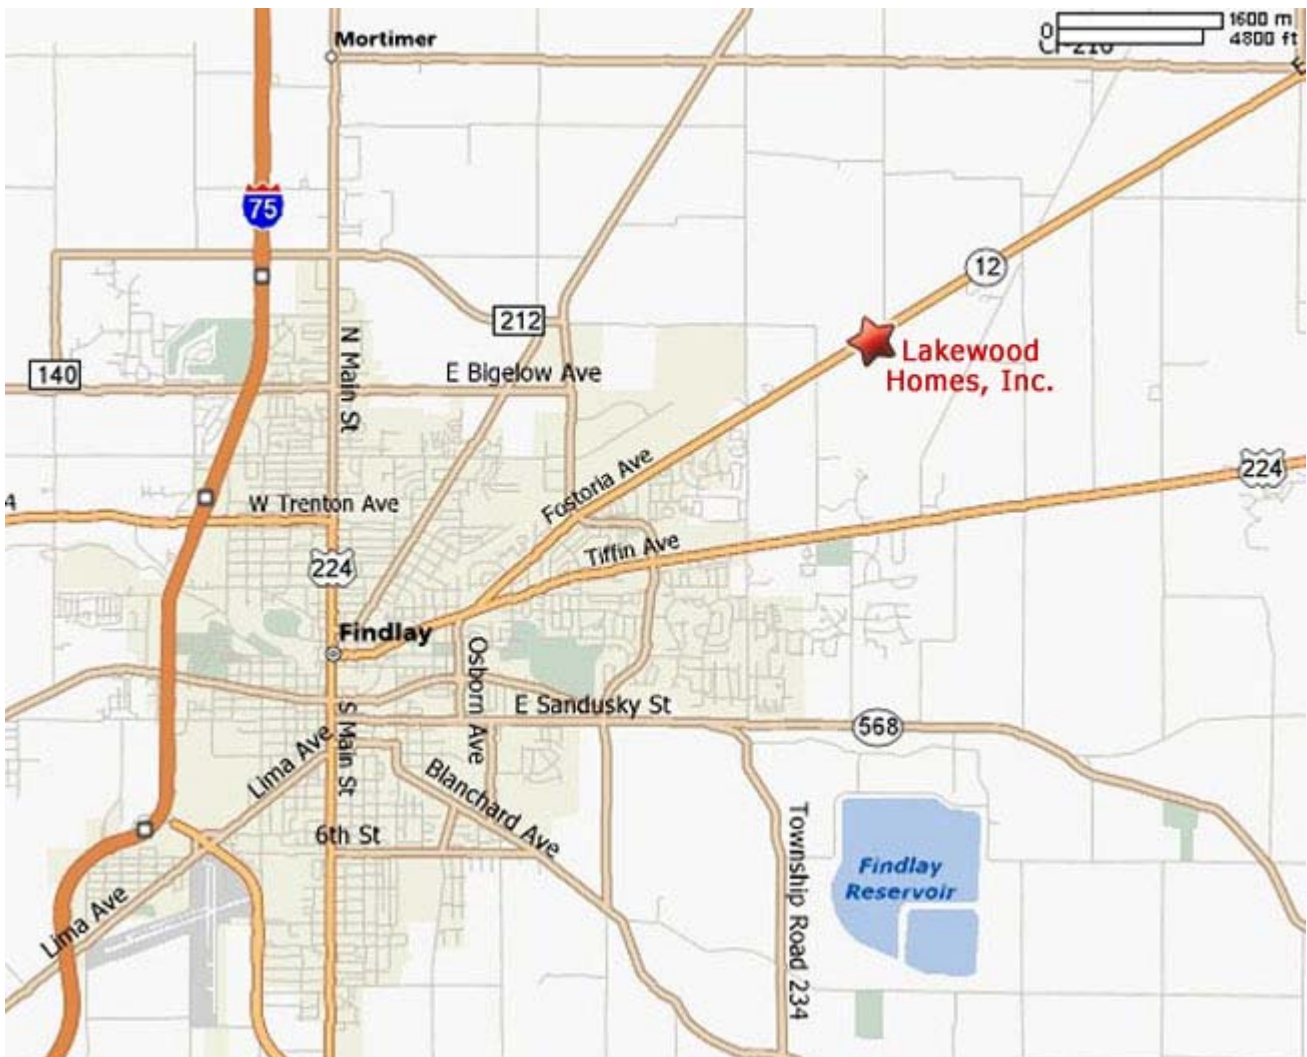 Mortimer
0
1600 m
4800 ft
75
12
212
Lakewood
Homes, Inc.
140
N Main St
E Bigelow Ave
224
Fostoria Ave
W Trenton Ave
Tiffin Ave
224
Findlay
Osborn Ave
E Sandusky St
568
S Main St
Lima Ave
Blanchard Ave
6th St
Township Road 234
Findlay
Reservoir
Lima Ave